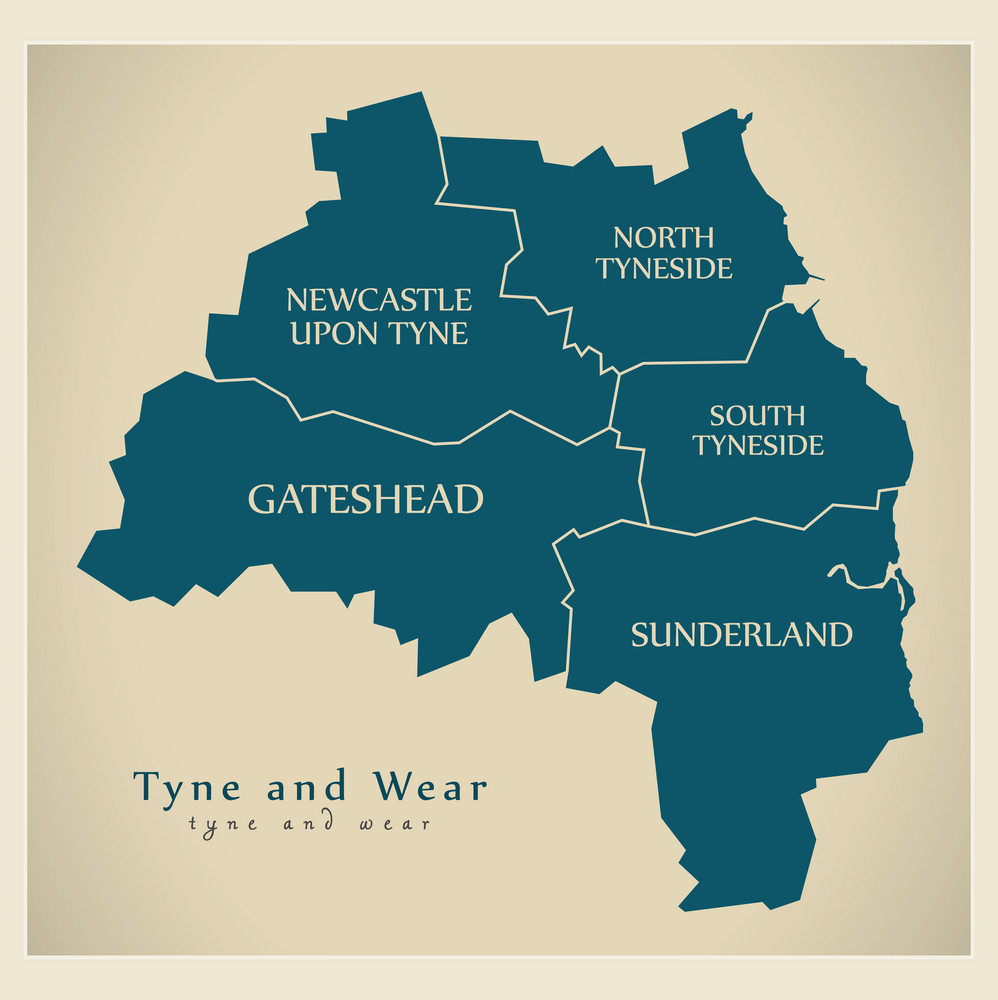 NORTH
TYNESIDE
NEWCASTLE
UPON TYNE
SOUTH
TYNESIDE
GATESHEAD
SUNDERLAND
Tyne and Wear
tyne and wear